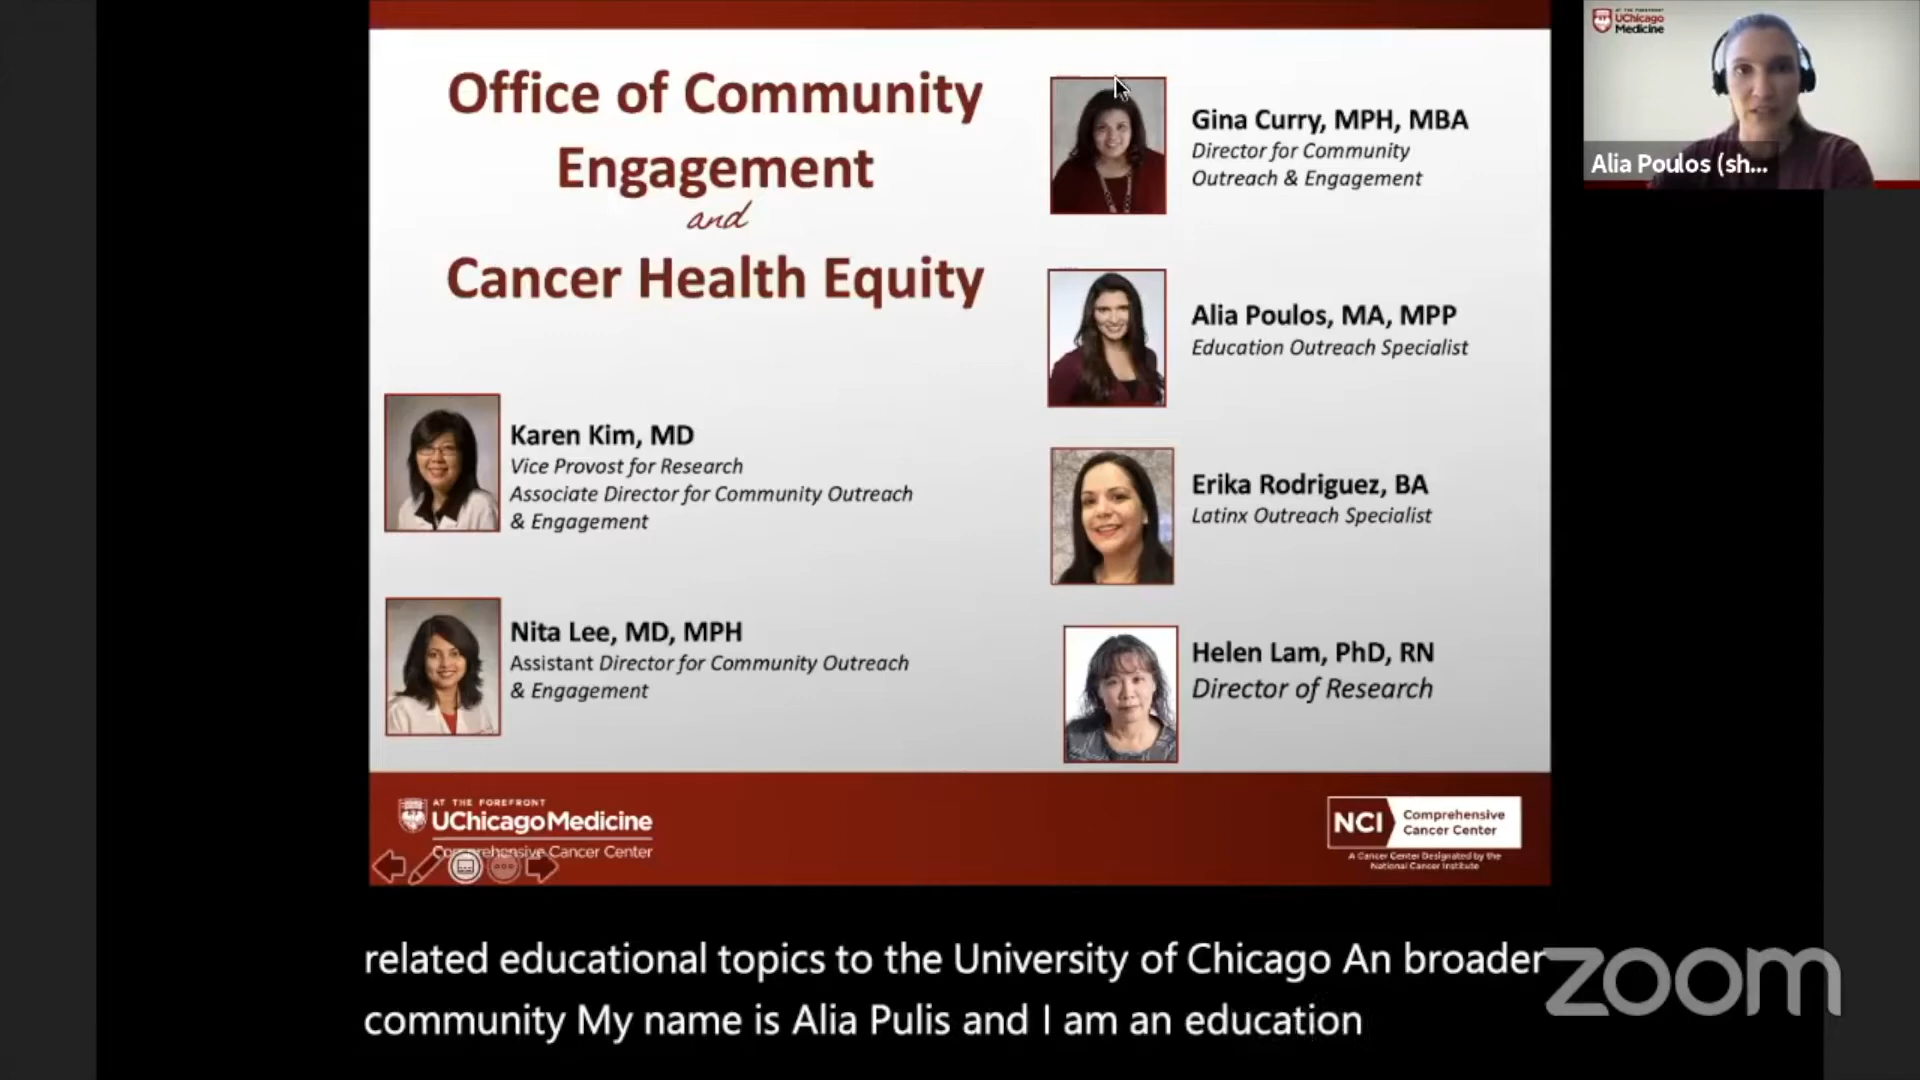 Office of Community
Engagement
and
Cancer Health Equity
Karen Kim, MD
Vice Provost for Research
Associate Director for Community Outreach
& Engagement
Nita Lee, MD, MPH
Assistant Director for Community Outreach
& Engagement
Gina Curry, MPH, MBA
Director for Community
Outreach & Engagement
Alia Poulos, MA, MPP
Education Outreach Specialist
Erika Rodriguez, BA
Latinx Outreach Specialist
Helen Lam, PhD, RN
Director of Research
AT THE FOREFRONT
UChicago Medicine
Comprehensive Cancer Center
NCI
Comprehensive
Cancer Center
A Cancer Center Designated by the
National Cancer Institute
AT THE FOREFRONT
UChicago
Medicine
Alia Poulos (sh...
related educational topics to the University of Chicago An broader
community My name is Alia Pulis and I am an education
zoom